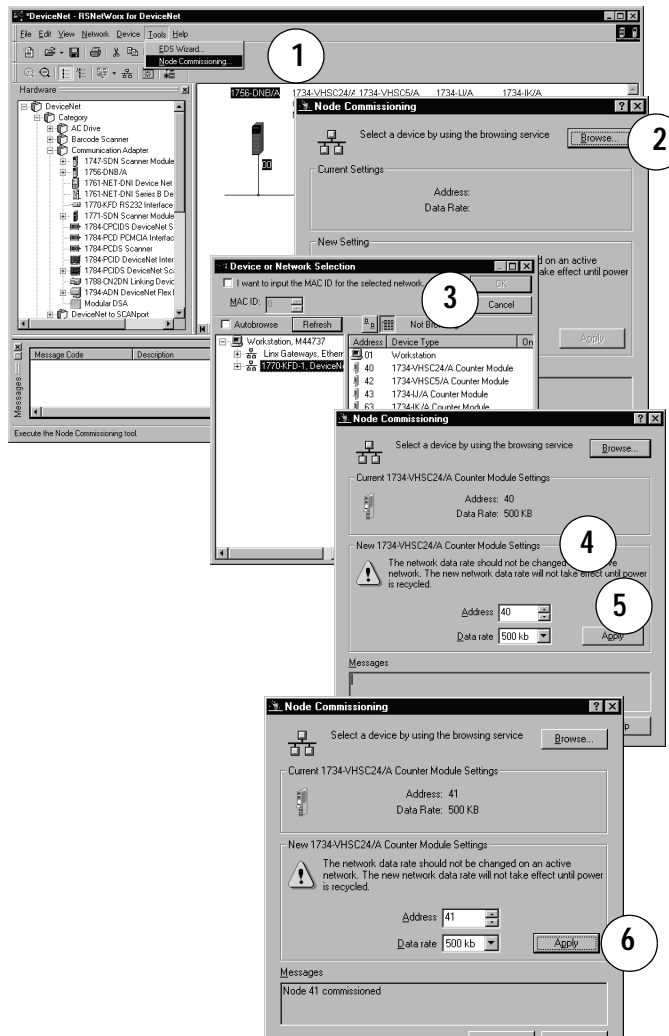 *DeviceNet - RSNetWorx for DeviceNet
File Edit View Network Device Tools Help
EDS Wizard...
Node Commissioning...
1
Hardware
DeviceNet
Category
AC Drive
Barcode Scanner
Communication Adapter
1747-SDN Scanner Module
1756-DNB/A
1761-NET-DNI Device Net
1761-NET-DNI Series B De
1770-KFD RS232 Interface
1771-SDN Scanner Module
1784-CPCIDS DeviceNet S
1784-PCD PCMCIA Interfac
1784-PCDS Scanner
1784-PCID DeviceNet Inter
1784-PCIDS DeviceNet Sc
1788-CN2DN Linking Devic
1794-ADN DeviceNet Flex I
Modular DSA
DeviceNet to SCANport
1756-DNB/A
1734-VHSC24/A
1734-VHSC5/A
1734-IJ/A
1734-IK/A
00
Messages
Message Code
Description
Execute the Node Commissioning tool
Node Commissioning
Select a device by using the browsing service
Browse...
2
Current Settings
Address:
Data Rate:
New Setting
d on an active
ake effect until power
Apply
Device or Network Selection
I want to input the MAC ID for the selected network.
OK
MAC ID: 0
3
Cancel
Autobrowse
Refresh
Not Bro
Workstation, M44737
Linx Gateways, Ethern
1770-KFD-1, DeviceNe
Address
Device Type
On
01 Workstation
40 1734-VHSC24/A Counter Module
42 1734-VHSC5/A Counter Module
43 1734-IJ/A Counter Module
63 1734-IK/A Counter Module
Node Commissioning
Select a device by using the browsing service
Browse...
Current 1734-VHSC24/A Counter Module Settings
Address: 40
Data Rate: 500 KB
New 1734-VHSC24/A Counter Module Settings
4
The network data rate should not be changed
network. The new network data rate will not take effect until power
is recycled.
5
Address 40
Data rate 500 kb
Apply
Messages
p
Node Commissioning
Select a device by using the browsing service
Browse...
Current 1734-VHSC24/A Counter Module Settings
Address: 41
Data Rate: 500 KB
New 1734-VHSC24/A Counter Module Settings
The network data rate should not be changed on an active
network. The new network data rate will not take effect until power
is recycled.
Address 41
Data rate 500 kb
Apply
6
Messages
Node 41 commissioned